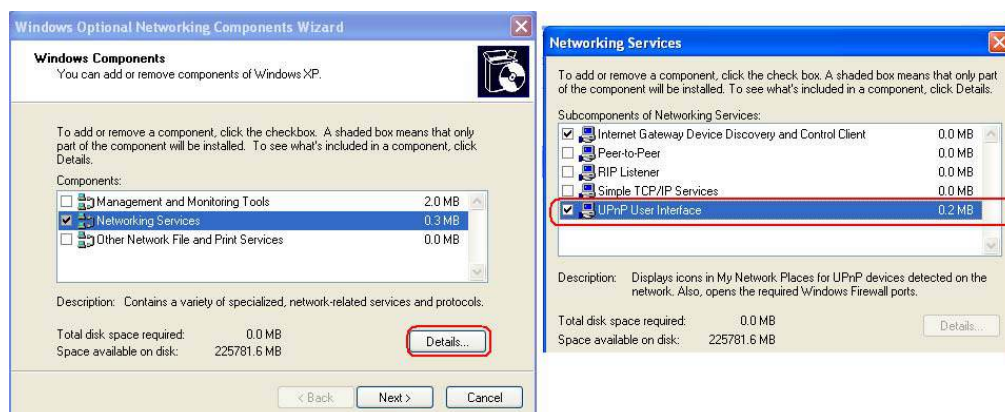 Windows Optional Networking Components Wizard
Windows Components
You can add or remove components of Windows XP.
To add or remove a component, click the checkbox. A shaded box means that only
part of the component will be installed. To see what's included in a component, click
Details.
Components:
Management and Monitoring Tools 2.0 MB
Networking Services 0.3 MB
Other Network File and Print Services 0.0 MB
Description: Contains a variety of specialized, network-related services and protocols.
Total disk space required: 0.0 MB
Space available on disk: 225781.6 MB
Details...
< Back
Next >
Cancel
Networking Services
To add or remove a component, click the check box. A shaded box means that only part
of the component will be installed. To see what's included in a component, click Details.
Subcomponents of Networking Services:
Internet Gateway Device Discovery and Control Client 0.0 MB
Peer-to-Peer 0.0 MB
RIP Listener 0.0 MB
Simple TCP/IP Services 0.0 MB
UPnP User Interface 0.2 MB
Description: Displays icons in My Network Places for UPnP devices detected on the
network. Also, opens the required Windows Firewall ports.
Total disk space required: 0.0 MB
Space available on disk: 225781.6 MB
Details...